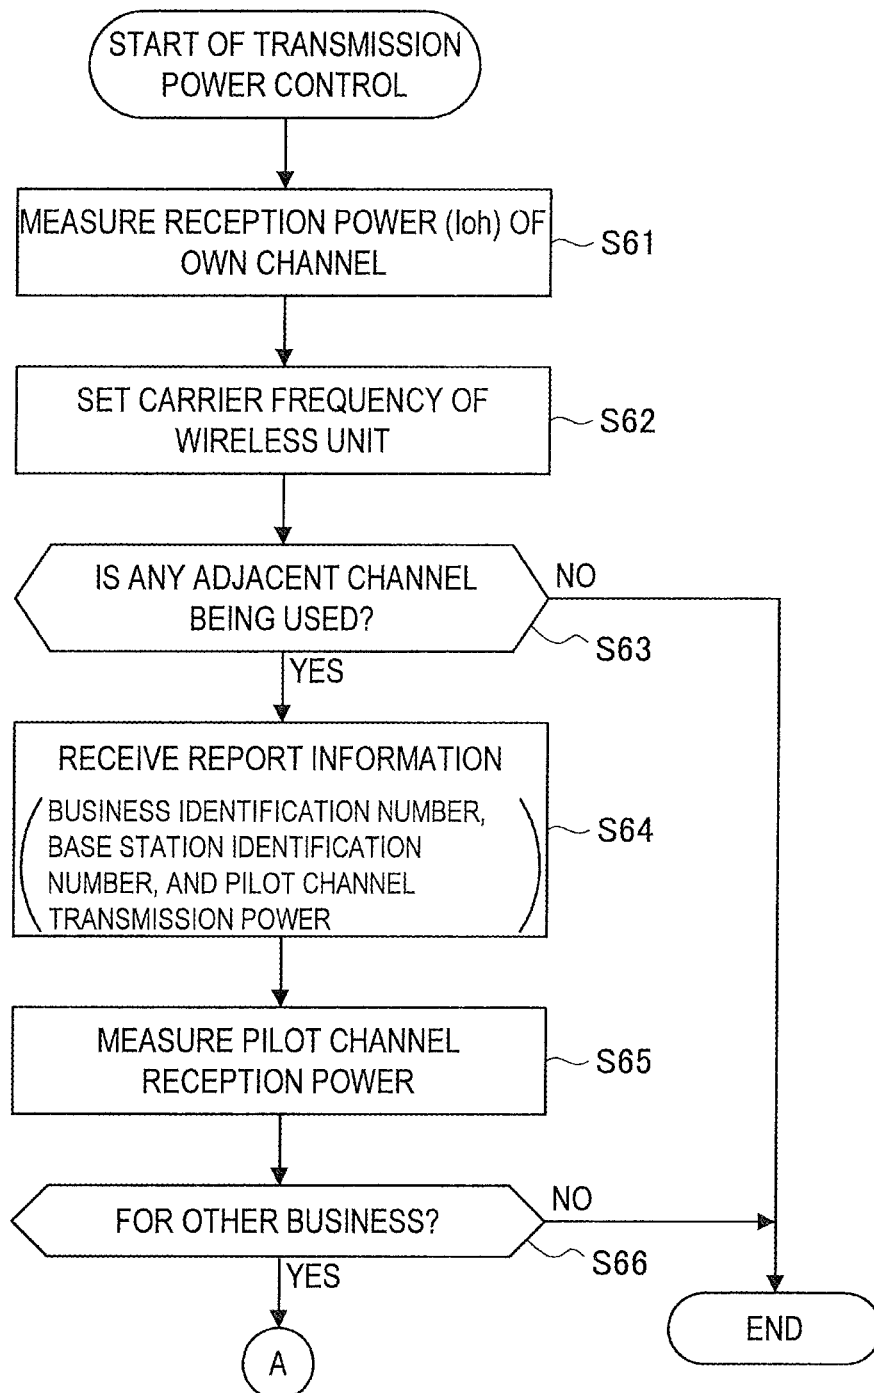 START OF TRANSMISSION
POWER CONTROL
MEASURE RECEPTION POWER (Ioh) OF
OWN CHANNEL
S61
SET CARRIER FREQUENCY OF
WIRELESS UNIT
S62
IS ANY ADJACENT CHANNEL
BEING USED?
NO
S63
YES
RECEIVE REPORT INFORMATION
BUSINESS IDENTIFICATION NUMBER,
BASE STATION IDENTIFICATION
NUMBER, AND PILOT CHANNEL
TRANSMISSION POWER
S64
MEASURE PILOT CHANNEL
RECEPTION POWER
S65
FOR OTHER BUSINESS?
NO
S66
YES
END
A